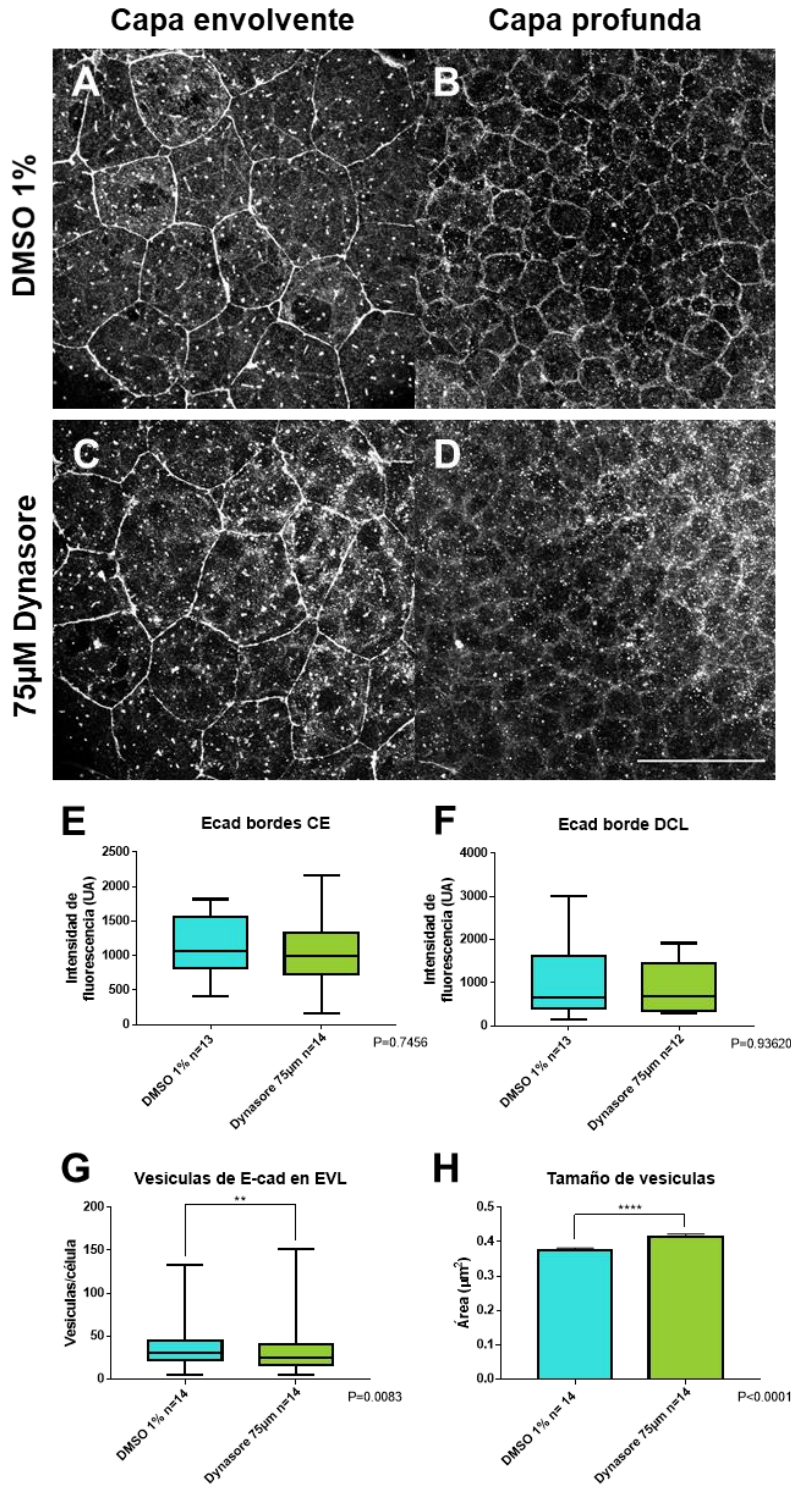 Capa envolvente
Capa profunda
DMSO 1%
A
B
75µM Dynasore
C
D
E
Ecad bordes CE
Intensidad de
fluorescencia (UA)
2500
2000
1500
1000
500
0
DMSO 1% n=13
Dynasore 75µm n=14
P=0.7456
F
Ecad borde DCL
Intensidad de
fluorescencia (UA)
4000
3000
2000
1000
0
DMSO 1% n=13
Dynasore 75µm n=12
P=0.93620
G
Vesiculas de E-cad en EVL
Vesiculas/célula
200
150
100
50
0
**
DMSO 1% n=14
Dynasore 75µm n=14
P=0.0083
H
Tamaño de vesiculas
Área (µm²)
0.5
0.4
0.3
0.2
0.1
0.0
****
DMSO 1% n= 14
Dynasore 75µm n=14
P<0.0001